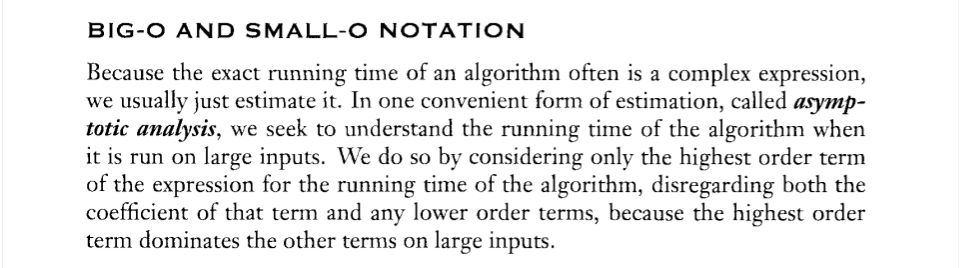 BIG-O AND SMALL-O NOTATION
Because the exact running time of an algorithm often is a complex expression,
we usually just estimate it. In one convenient form of estimation, called asymp-
totic analysis, we seek to understand the running time of the algorithm when
it is run on large inputs. We do so by considering only the highest order term
of the expression for the running time of the algorithm, disregarding both the
coefficient of that term and any lower order terms, because the highest order
term dominates the other terms on large inputs.